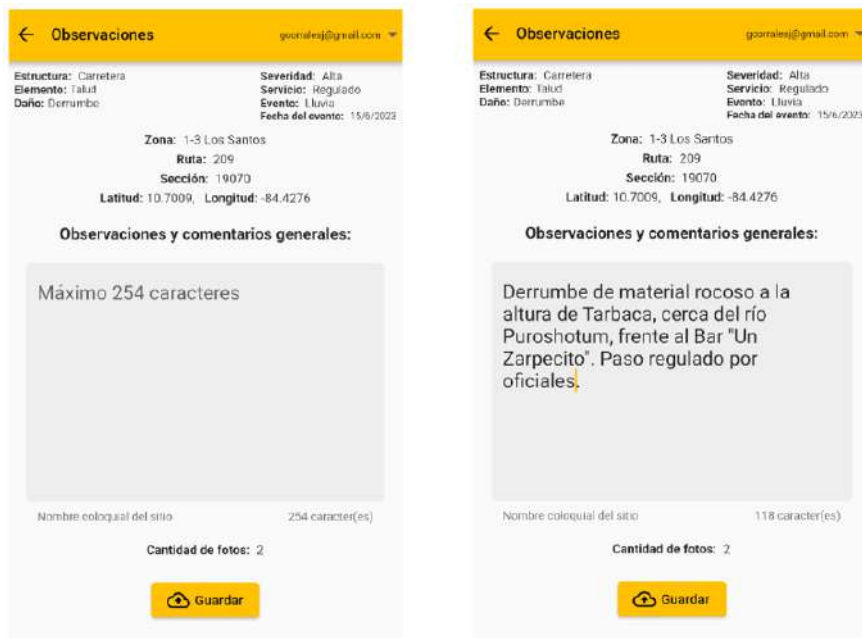 Observaciones
Estructura: Carretera
Elemento: Talud
Daño: Derrumbe
Severidad: Alta
Servicio: Regulado
Evento: Lluvia
Fecha del evento: 15/6/2023
Zona: 1-3 Los Santos
Ruta: 209
Sección: 19070
Latitud: 10.7009, Longitud: -84.4276
Observaciones y comentarios generales:
Máximo 254 caracteres
Nombre coloquial del sitio
254 caracter(es)
Cantidad de fotos: 2
Guardar
Observaciones
Estructura: Carretera
Elemento: Talud
Daño: Derrumbe
Severidad: Alta
Servicio: Regulado
Evento: Lluvia
Fecha del evento: 15/6/2023
Zona: 1-3 Los Santos
Ruta: 209
Sección: 19070
Latitud: 10.7009, Longitud: -84.4276
Observaciones y comentarios generales:
Derrumbe de material rocoso a la
altura de Tarbaca, cerca del río
Puroshotum, frente al Bar "Un
Zarpecito". Paso regulado por
oficiales.
Nombre coloquial del sitio
118 caracter(es)
Cantidad de fotos: 2
Guardar